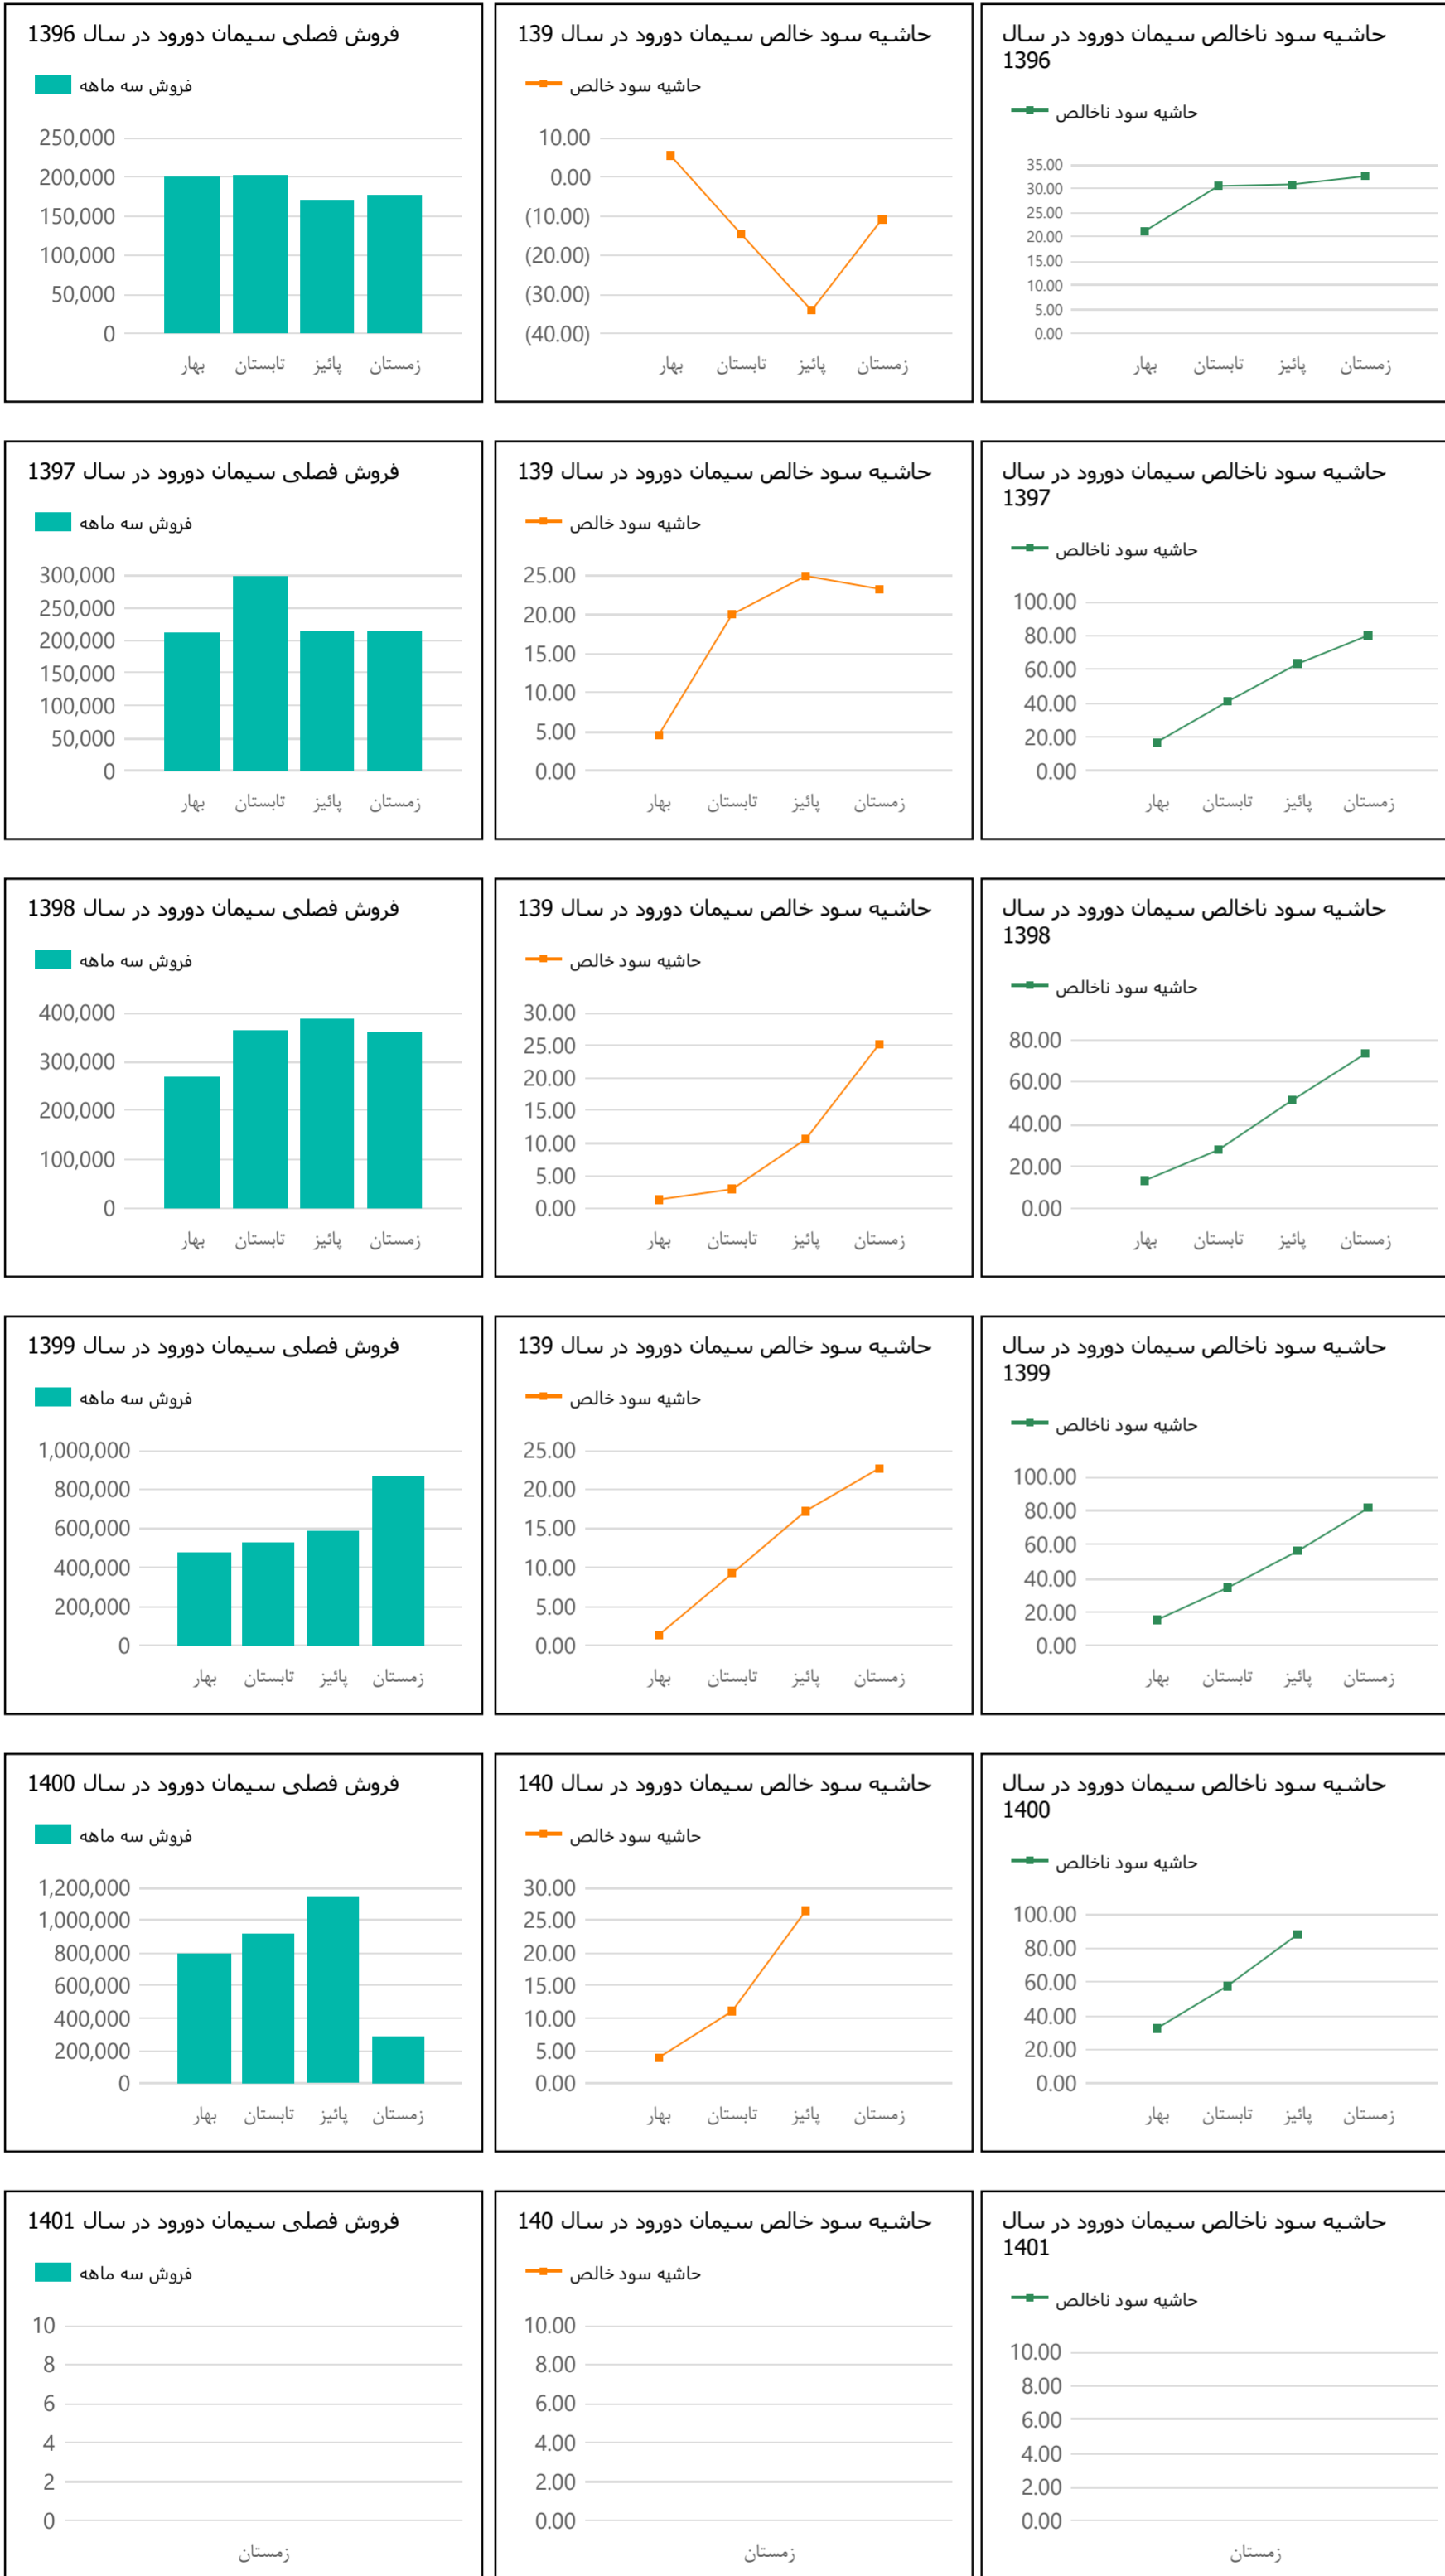 فروش فصلی سیمان دورود در سال 1396
فروش سه ماهه
250,000
200,000
150,000
100,000
50,000
0
بهار تابستان پائیز زمستان
حاشیه سود خالص سیمان دورود در سال 139
حاشیه سود خالص
10.00
0.00
(10.00)
(20.00)
(30.00)
(40.00)
بهار تابستان پائیز زمستان
حاشیه سود ناخالص سیمان دورود در سال
1396
حاشیه سود ناخالص
35.00
30.00
25.00
20.00
15.00
10.00
5.00
0.00
بهار تابستان پائیز زمستان
فروش فصلی سیمان دورود در سال 1397
فروش سه ماهه
300,000
250,000
200,000
150,000
100,000
50,000
0
بهار تابستان پائیز زمستان
حاشیه سود خالص سیمان دورود در سال 139
حاشیه سود خالص
25.00
20.00
15.00
10.00
5.00
0.00
بهار تابستان پائیز زمستان
حاشیه سود ناخالص سیمان دورود در سال
1397
حاشیه سود ناخالص
100.00
80.00
60.00
40.00
20.00
0.00
بهار تابستان پائیز زمستان
فروش فصلی سیمان دورود در سال 1398
فروش سه ماهه
400,000
300,000
200,000
100,000
0
بهار تابستان پائیز زمستان
حاشیه سود خالص سیمان دورود در سال 139
حاشیه سود خالص
30.00
25.00
20.00
15.00
10.00
5.00
0.00
بهار تابستان پائیز زمستان
حاشیه سود ناخالص سیمان دورود در سال
1398
حاشیه سود ناخالص
80.00
60.00
40.00
20.00
0.00
بهار تابستان پائیز زمستان
فروش فصلی سیمان دورود در سال 1399
فروش سه ماهه
1,000,000
800,000
600,000
400,000
200,000
0
بهار تابستان پائیز زمستان
حاشیه سود خالص سیمان دورود در سال 139
حاشیه سود خالص
25.00
20.00
15.00
10.00
5.00
0.00
بهار تابستان پائیز زمستان
حاشیه سود ناخالص سیمان دورود در سال
1399
حاشیه سود ناخالص
100.00
80.00
60.00
40.00
20.00
0.00
بهار تابستان پائیز زمستان
فروش فصلی سیمان دورود در سال 1400
فروش سه ماهه
1,200,000
1,000,000
800,000
600,000
400,000
200,000
0
بهار تابستان پائیز زمستان
حاشیه سود خالص سیمان دورود در سال 140
حاشیه سود خالص
30.00
25.00
20.00
15.00
10.00
5.00
0.00
بهار تابستان پائیز زمستان
حاشیه سود ناخالص سیمان دورود در سال
1400
حاشیه سود ناخالص
100.00
80.00
60.00
40.00
20.00
0.00
بهار تابستان پائیز زمستان
فروش فصلی سیمان دورود در سال 1401
فروش سه ماهه
10
8
6
4
2
0
زمستان
حاشیه سود خالص سیمان دورود در سال 140
حاشیه سود خالص
10.00
8.00
6.00
4.00
2.00
0.00
زمستان
حاشیه سود ناخالص سیمان دورود در سال
1401
حاشیه سود ناخالص
10.00
8.00
6.00
4.00
2.00
0.00
زمستان